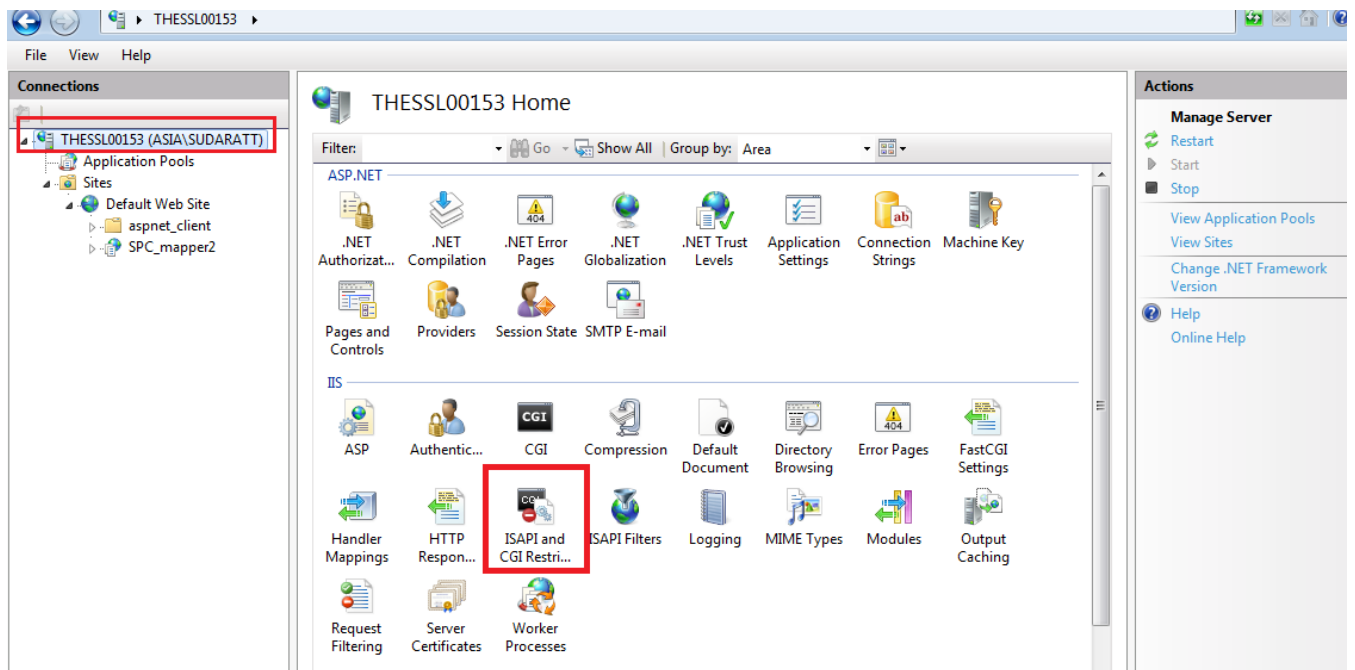 THESSL00153
File View Help
Connections
THESSL00153 (ASIA\SUDARATT)
Application Pools
Sites
Default Web Site
aspnet_client
SPC_mapper2
THESSL00153 Home
Filter: Go Show All Group by: Area
ASP.NET
.NET Authorizat...
.NET Compilation
404
.NET Error Pages
.NET Globalization
.NET Trust Levels
Application Settings
ab
Connection Strings
Machine Key
Pages and Controls
Providers
Session State
SMTP E-mail
IIS
ASP
Authentic...
CGI
CGI
Compression
Default Document
Directory Browsing
404
Error Pages
FastCGI Settings
Handler Mappings
HTTP Respon...
ISAPI and CGI Restri...
ISAPI Filters
Logging
MIME Types
Modules
Output Caching
Request Filtering
Server Certificates
Worker Processes
Actions
Manage Server
Restart
Start
Stop
View Application Pools
View Sites
Change .NET Framework
Version
Help
Online Help